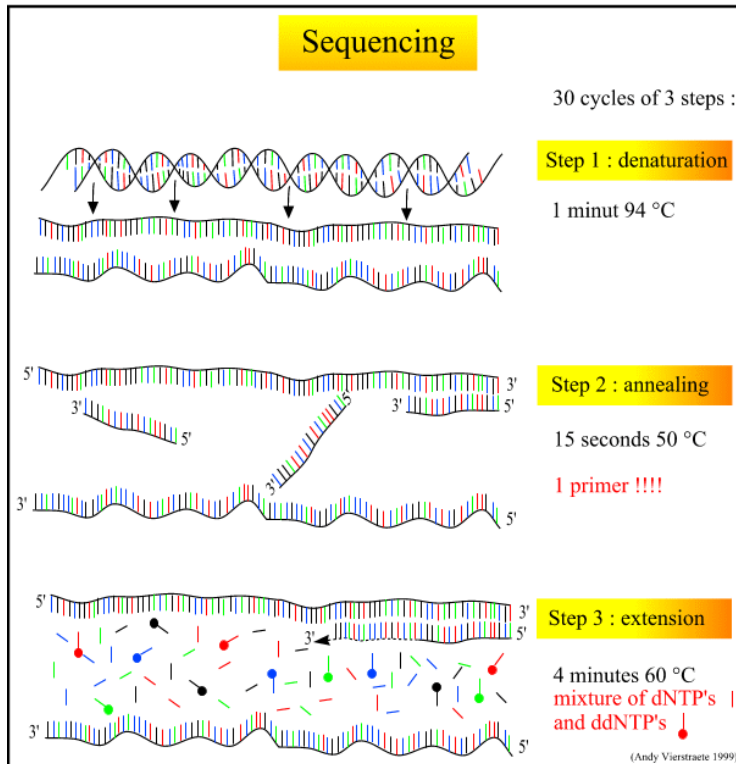 Sequencing
30 cycles of 3 steps :
Step 1 : denaturation
1 minut 94 °C
5'
3'
Step 2 : annealing
3'
5'
3'
5'
15 seconds 50 °C
1 primer !!!!
3'
3'
5'
5'
3'
Step 3 : extension
3'
5'
4 minutes 60 °C
mixture of dNTP's
and ddNTP's
3'
5'
(Andy Vierstraete 1999)